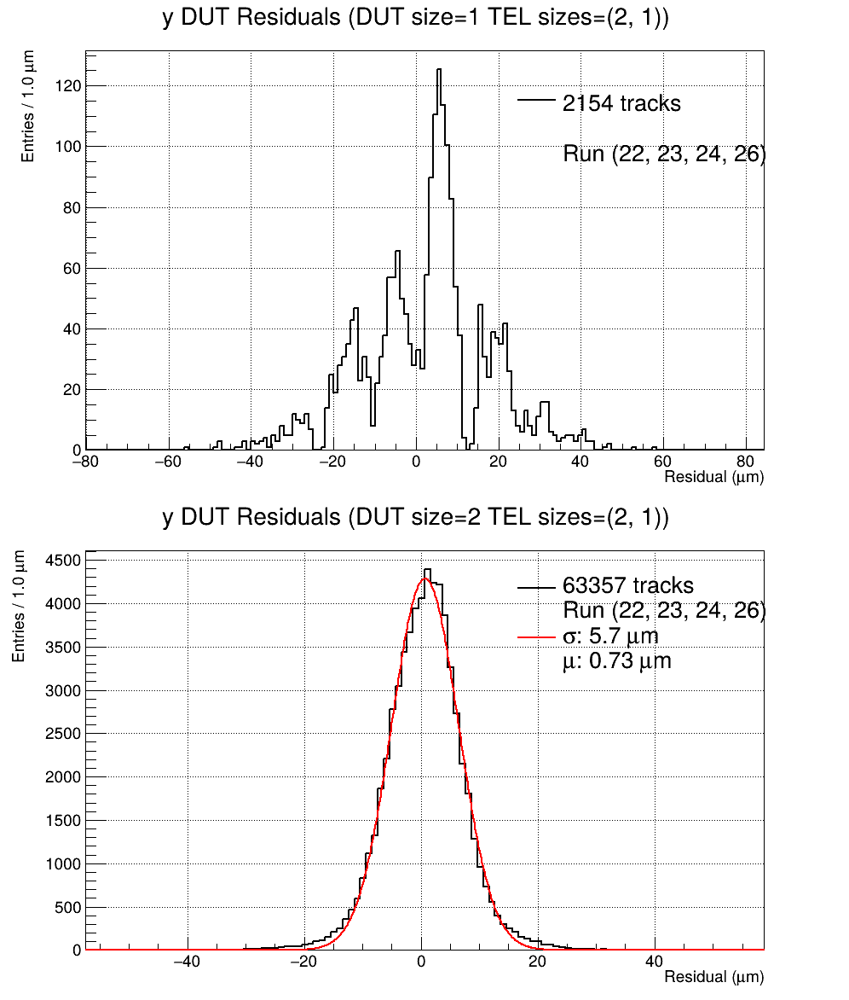 y DUT Residuals (DUT size=1 TEL sizes=(2, 1))
Entries / 1.0 μm
120
100
80
60
40
20
0
2154 tracks
Run (22, 23, 24, 26)
−80 −60 −40 −20 0 20 40 60 80
Residual (μm)
y DUT Residuals (DUT size=2 TEL sizes=(2, 1))
Entries / 1.0 μm
4500
4000
3500
3000
2500
2000
1500
1000
500
0
63357 tracks
Run (22, 23, 24, 26)
σ: 5.7 μm
μ: 0.73 μm
−40 −20 0 20 40
Residual (μm)